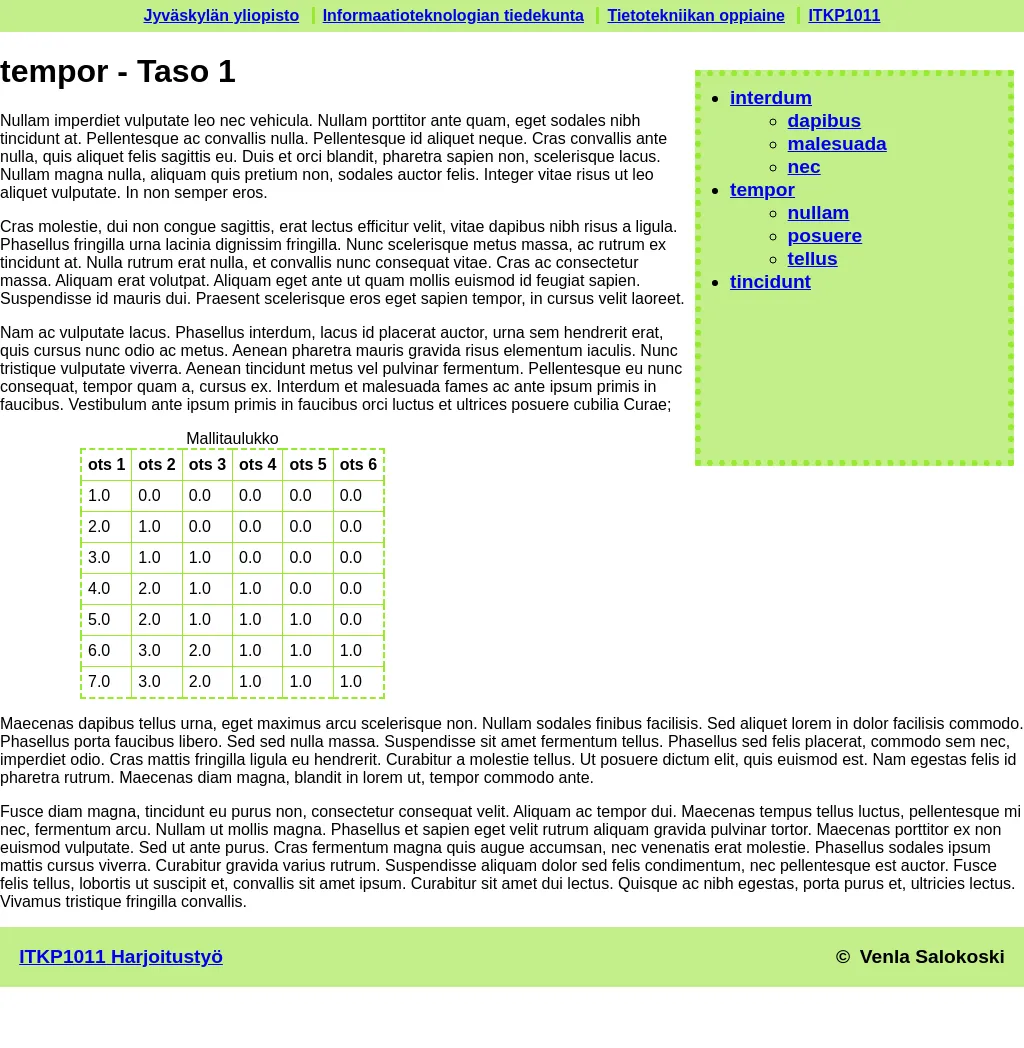 Jyväskylän yliopisto Informaatioteknologian tiedekunta Tietotekniikan oppiaine ITKP1011
tempor - Taso 1
Nullam imperdiet vulputate leo nec vehicula. Nullam porttitor ante quam, eget sodales nibh
tincidunt at. Pellentesque ac convallis nulla. Pellentesque id aliquet neque. Cras convallis ante
nulla, quis aliquet felis sagittis eu. Duis et orci blandit, pharetra sapien non, scelerisque lacus.
Nullam magna nulla, aliquam quis pretium non, sodales auctor felis. Integer vitae risus ut leo
aliquet vulputate. In non semper eros.
Cras molestie, dui non congue sagittis, erat lectus efficitur velit, vitae dapibus nibh risus a ligula.
Phasellus fringilla urna lacinia dignissim fringilla. Nunc scelerisque metus massa, ac rutrum ex
tincidunt at. Nulla rutrum erat nulla, et convallis nunc consequat vitae. Cras ac consectetur
massa. Aliquam erat volutpat. Aliquam eget ante ut quam mollis euismod id feugiat sapien.
Suspendisse id mauris dui. Praesent scelerisque eros eget sapien tempor, in cursus velit laoreet.
Nam ac vulputate lacus. Phasellus interdum, lacus id placerat auctor, urna sem hendrerit erat,
quis cursus nunc odio ac metus. Aenean pharetra mauris gravida risus elementum iaculis. Nunc
tristique vulputate viverra. Aenean tincidunt metus vel pulvinar fermentum. Pellentesque eu nunc
consequat, tempor quam a, cursus ex. Interdum et malesuada fames ac ante ipsum primis in
faucibus. Vestibulum ante ipsum primis in faucibus orci luctus et ultrices posuere cubilia Curae;
interdum
dapibus
malesuada
nec
tempor
nullam
posuere
tellus
tincidunt
Mallitaulukko
ots 1 ots 2 ots 3 ots 4 ots 5 ots 6
1.0 0.0 0.0 0.0 0.0 0.0
2.0 1.0 0.0 0.0 0.0 0.0
3.0 1.0 1.0 0.0 0.0 0.0
4.0 2.0 1.0 1.0 0.0 0.0
5.0 2.0 1.0 1.0 1.0 0.0
6.0 3.0 2.0 1.0 1.0 1.0
7.0 3.0 2.0 1.0 1.0 1.0
Maecenas dapibus tellus urna, eget maximus arcu scelerisque non. Nullam sodales finibus facilisis. Sed aliquet lorem in dolor facilisis commodo.
Phasellus porta faucibus libero. Sed sed nulla massa. Suspendisse sit amet fermentum tellus. Phasellus sed felis placerat, commodo sem nec,
imperdiet odio. Cras mattis fringilla ligula eu hendrerit. Curabitur a molestie tellus. Ut posuere dictum elit, quis euismod est. Nam egestas felis id
pharetra rutrum. Maecenas diam magna, blandit in lorem ut, tempor commodo ante.
Fusce diam magna, tincidunt eu purus non, consectetur consequat velit. Aliquam ac tempor dui. Maecenas tempus tellus luctus, pellentesque mi
nec, fermentum arcu. Nullam ut mollis magna. Phasellus et sapien eget velit rutrum aliquam gravida pulvinar tortor. Maecenas porttitor ex non
euismod vulputate. Sed ut ante purus. Cras fermentum magna quis augue accumsan, nec venenatis erat molestie. Phasellus sodales ipsum
mattis cursus viverra. Curabitur gravida varius rutrum. Suspendisse aliquam dolor sed felis condimentum, nec pellentesque est auctor. Fusce
felis tellus, lobortis ut suscipit et, convallis sit amet ipsum. Curabitur sit amet dui lectus. Quisque ac nibh egestas, porta purus et, ultricies lectus.
Vivamus tristique fringilla convallis.
ITKP1011 Harjoitustyö © Venla Salokoski